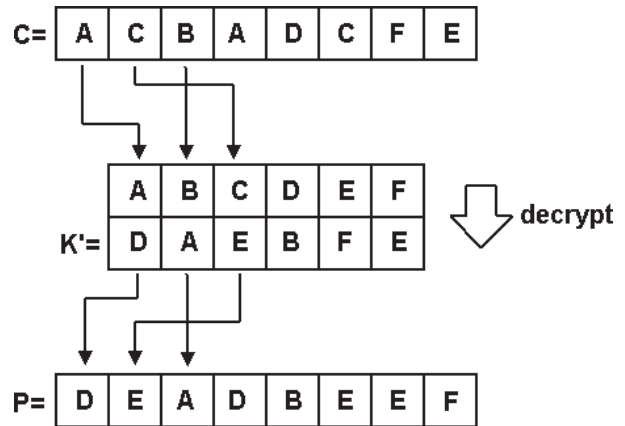 C= A C B A D C F E
A B C D E F
decrypt
K'= D A E B F E
P= D E A D B E E F